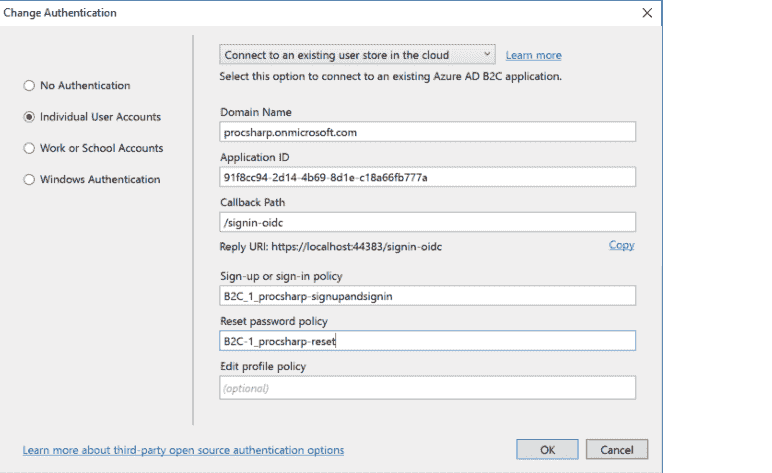 Change Authentication
No Authentication
Individual User Accounts
Work or School Accounts
Windows Authentication
Connect to an existing user store in the cloud
Learn more
Select this option to connect to an existing Azure AD B2C application.
Domain Name
procsharp.onmicrosoft.com
Application ID
91f8cc94-2d14-4b69-8d1e-c18a66fb777a
Callback Path
/signin-oidc
Reply URI: https://localhost:44383/signin-oidc
Copy
Sign-up or sign-in policy
B2C_1_procsharp-signupandsignin
Reset password policy
B2C-1_procsharp-reset
Edit profile policy
(optional)
Learn more about third-party open source authentication options
OK
Cancel